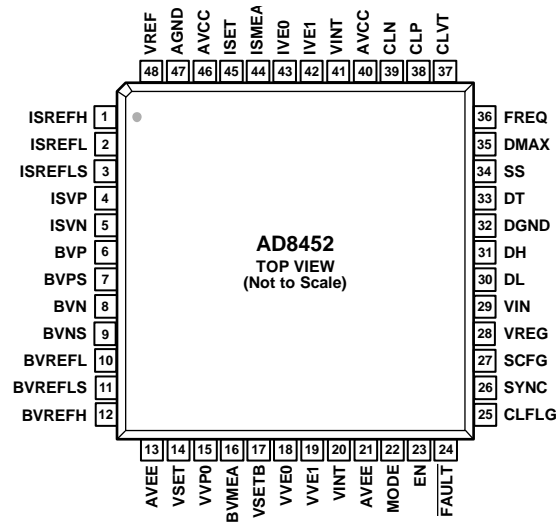 VREF
AGND
AVCC
ISET
ISMEA
IVE0
IVE1
VINT
AVCC
CLN
CLP
CLVT
48 47 46 45 44 43 42 41 40 39 38 37
ISREFH 1
ISREFL 2
ISREFLS 3
ISVP 4
ISVN 5
BVP 6
BVPS 7
BVN 8
BVNS 9
BVREFL 10
BVREFLS 11
BVREFH 12
AD8452
TOP VIEW
(Not to Scale)
36 FREQ
35 DMAX
34 SS
33 DT
32 DGND
31 DH
30 DL
29 VIN
28 VREG
27 SCFG
26 SYNC
25 CLFLG
13 14 15 16 17 18 19 20 21 22 23 24
AVEE
VSET
VVP0
BVMEA
VSETB
VVE0
VVE1
VINT
AVEE
MODE
EN
FAULT